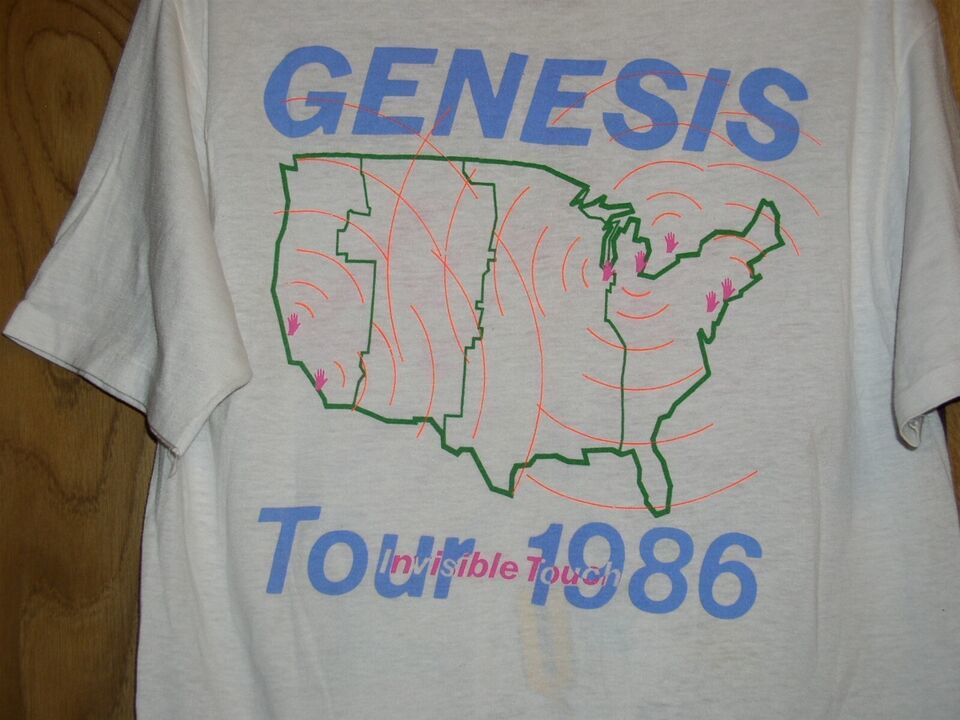 GENESIS
Tour 1986
Invisible Touch